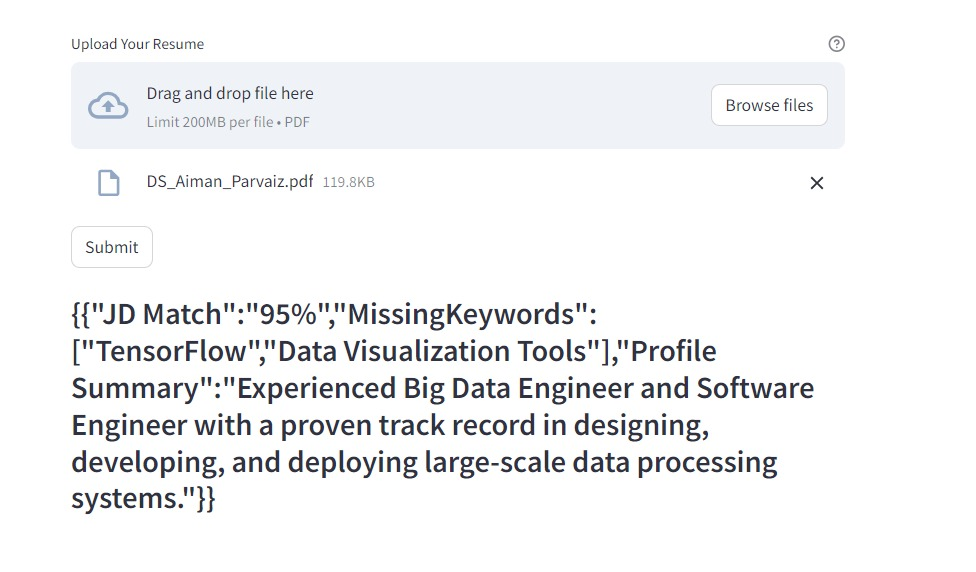 Upload Your Resume
Drag and drop file here
Browse files
Limit 200MB per file • PDF
DS_Aiman_Parvaiz.pdf 119.8KB
Submit
{{"JD Match":"95%","MissingKeywords":
["TensorFlow","Data Visualization Tools"],"Profile
Summary":"Experienced Big Data Engineer and Software
Engineer with a proven track record in designing,
developing, and deploying large-scale data processing
systems."}}